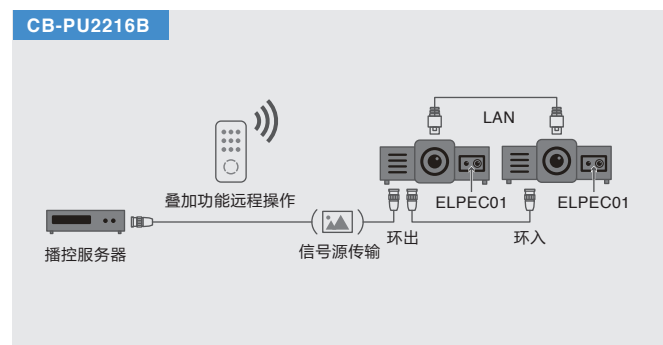 CB-PU2216B
LAN
叠加功能远程操作
ELPEC01
ELPEC01
播控服务器
信号源传输
环出
环入